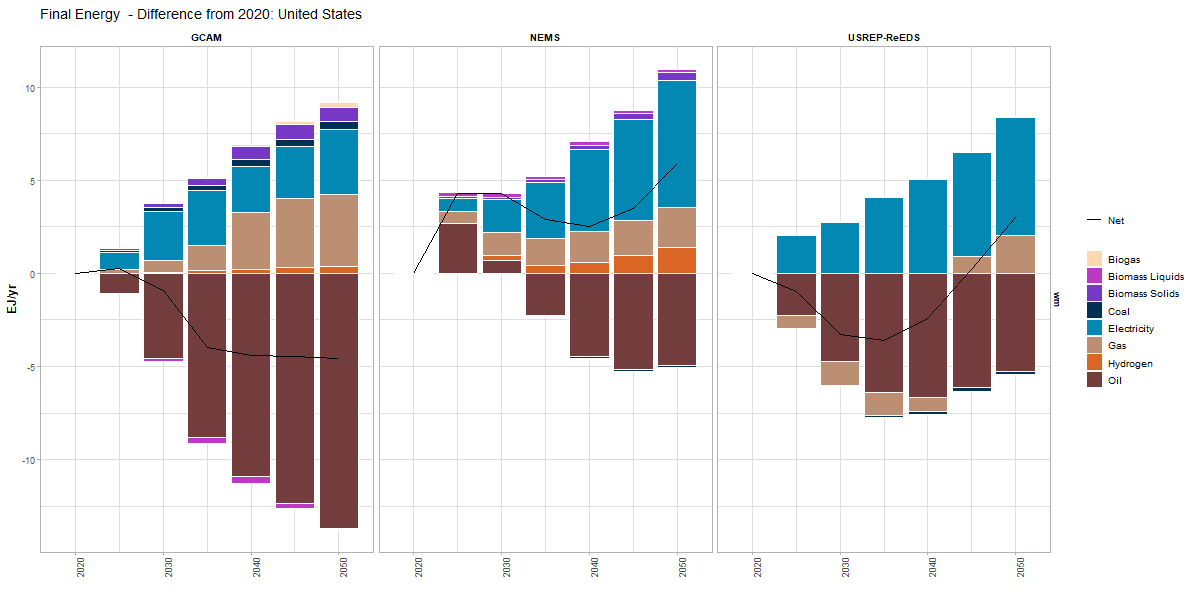 Final Energy  - Difference from 2020: United States
GCAM
NEMS
USREP-ReEDS
EJ/yr
10
5
0
-5
-10
2020
2030
2040
2050
2020
2030
2040
2050
2020
2030
2040
2050
wm
Net
Biogas
Biomass Liquids
Biomass Solids
Coal
Electricity
Gas
Hydrogen
Oil